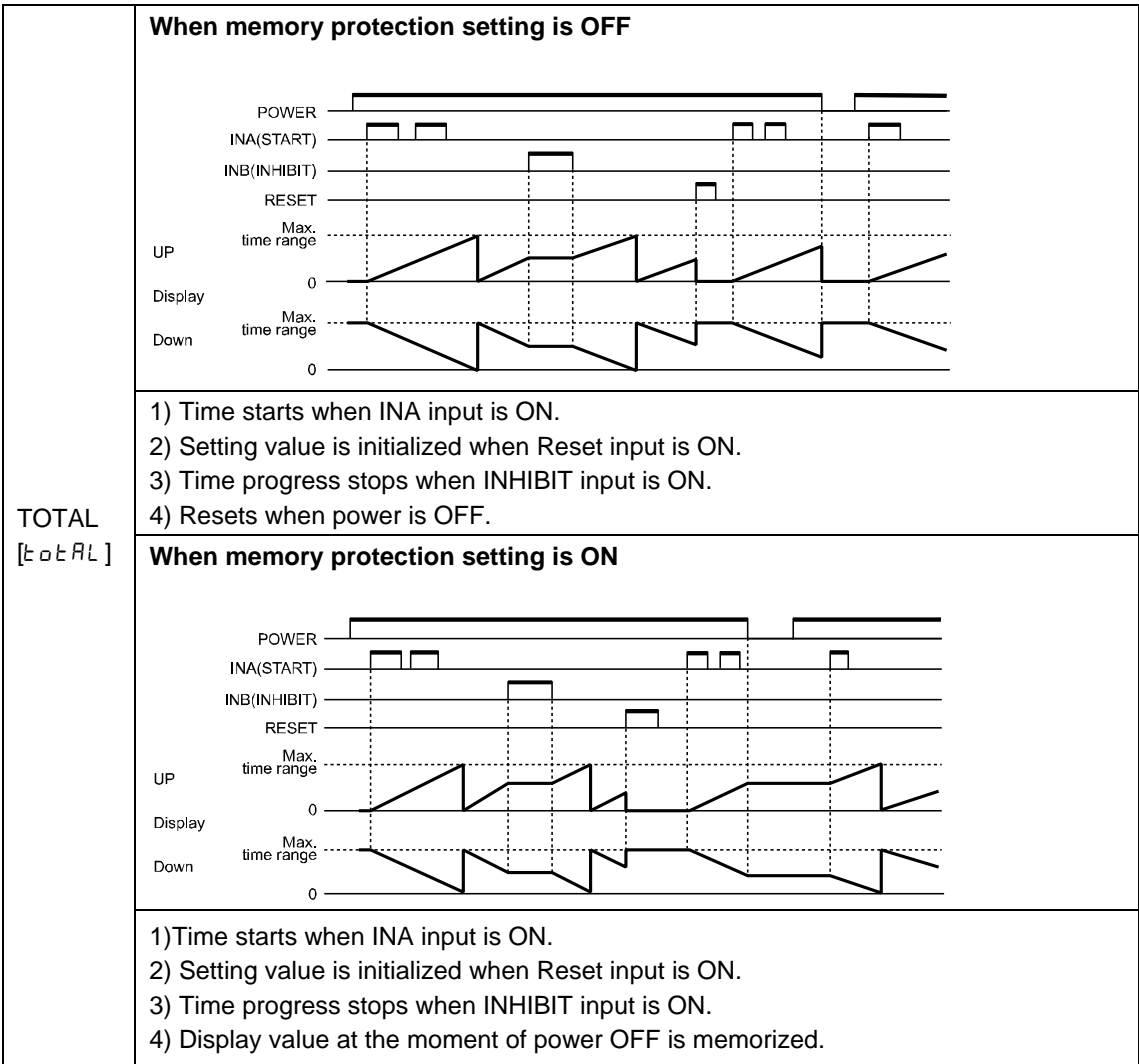 When memory protection setting is OFF
POWER
INA(START)
INB(INHIBIT)
RESET
Max.
time range
UP
0
Display
Max.
time range
Down
0
1) Time starts when INA input is ON.
2) Setting value is initialized when Reset input is ON.
3) Time progress stops when INHIBIT input is ON.
4) Resets when power is OFF.
TOTAL
[totAL]
When memory protection setting is ON
POWER
INA(START)
INB(INHIBIT)
RESET
Max.
time range
UP
0
Display
Max.
time range
Down
0
1)Time starts when INA input is ON.
2) Setting value is initialized when Reset input is ON.
3) Time progress stops when INHIBIT input is ON.
4) Display value at the moment of power OFF is memorized.